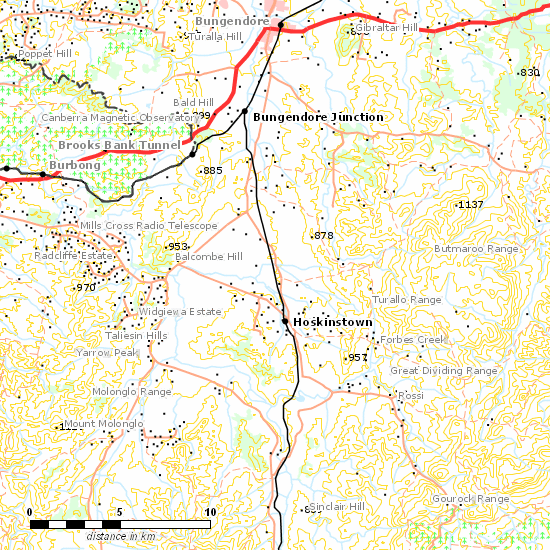 Bungendore
Turalla Hill
Gibraltar Hill
Poppet Hill
830
Bald Hill
Canberra Magnetic Observatory
Bungendore Junction
Brooks Bank Tunnel
Burbong
885
1137
Mills Cross Radio Telescope
878
953
Butmaroo Range
Radcliffe Estate
Balcombe Hill
970
Turallo Range
Widgiewa Estate
Hoskinstown
Taliesin Hills
Forbes Creek
Yarrow Peak
957
Great Dividing Range
Molonglo Range
Rossi
Mount Molonglo
Gourock Range
Sinclair Hill
0 5 10
distance in km